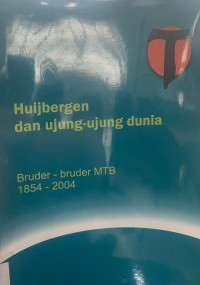 Huijbergen
dan ujung-ujung dunia
Bruder - bruder MTB
1854 - 2004